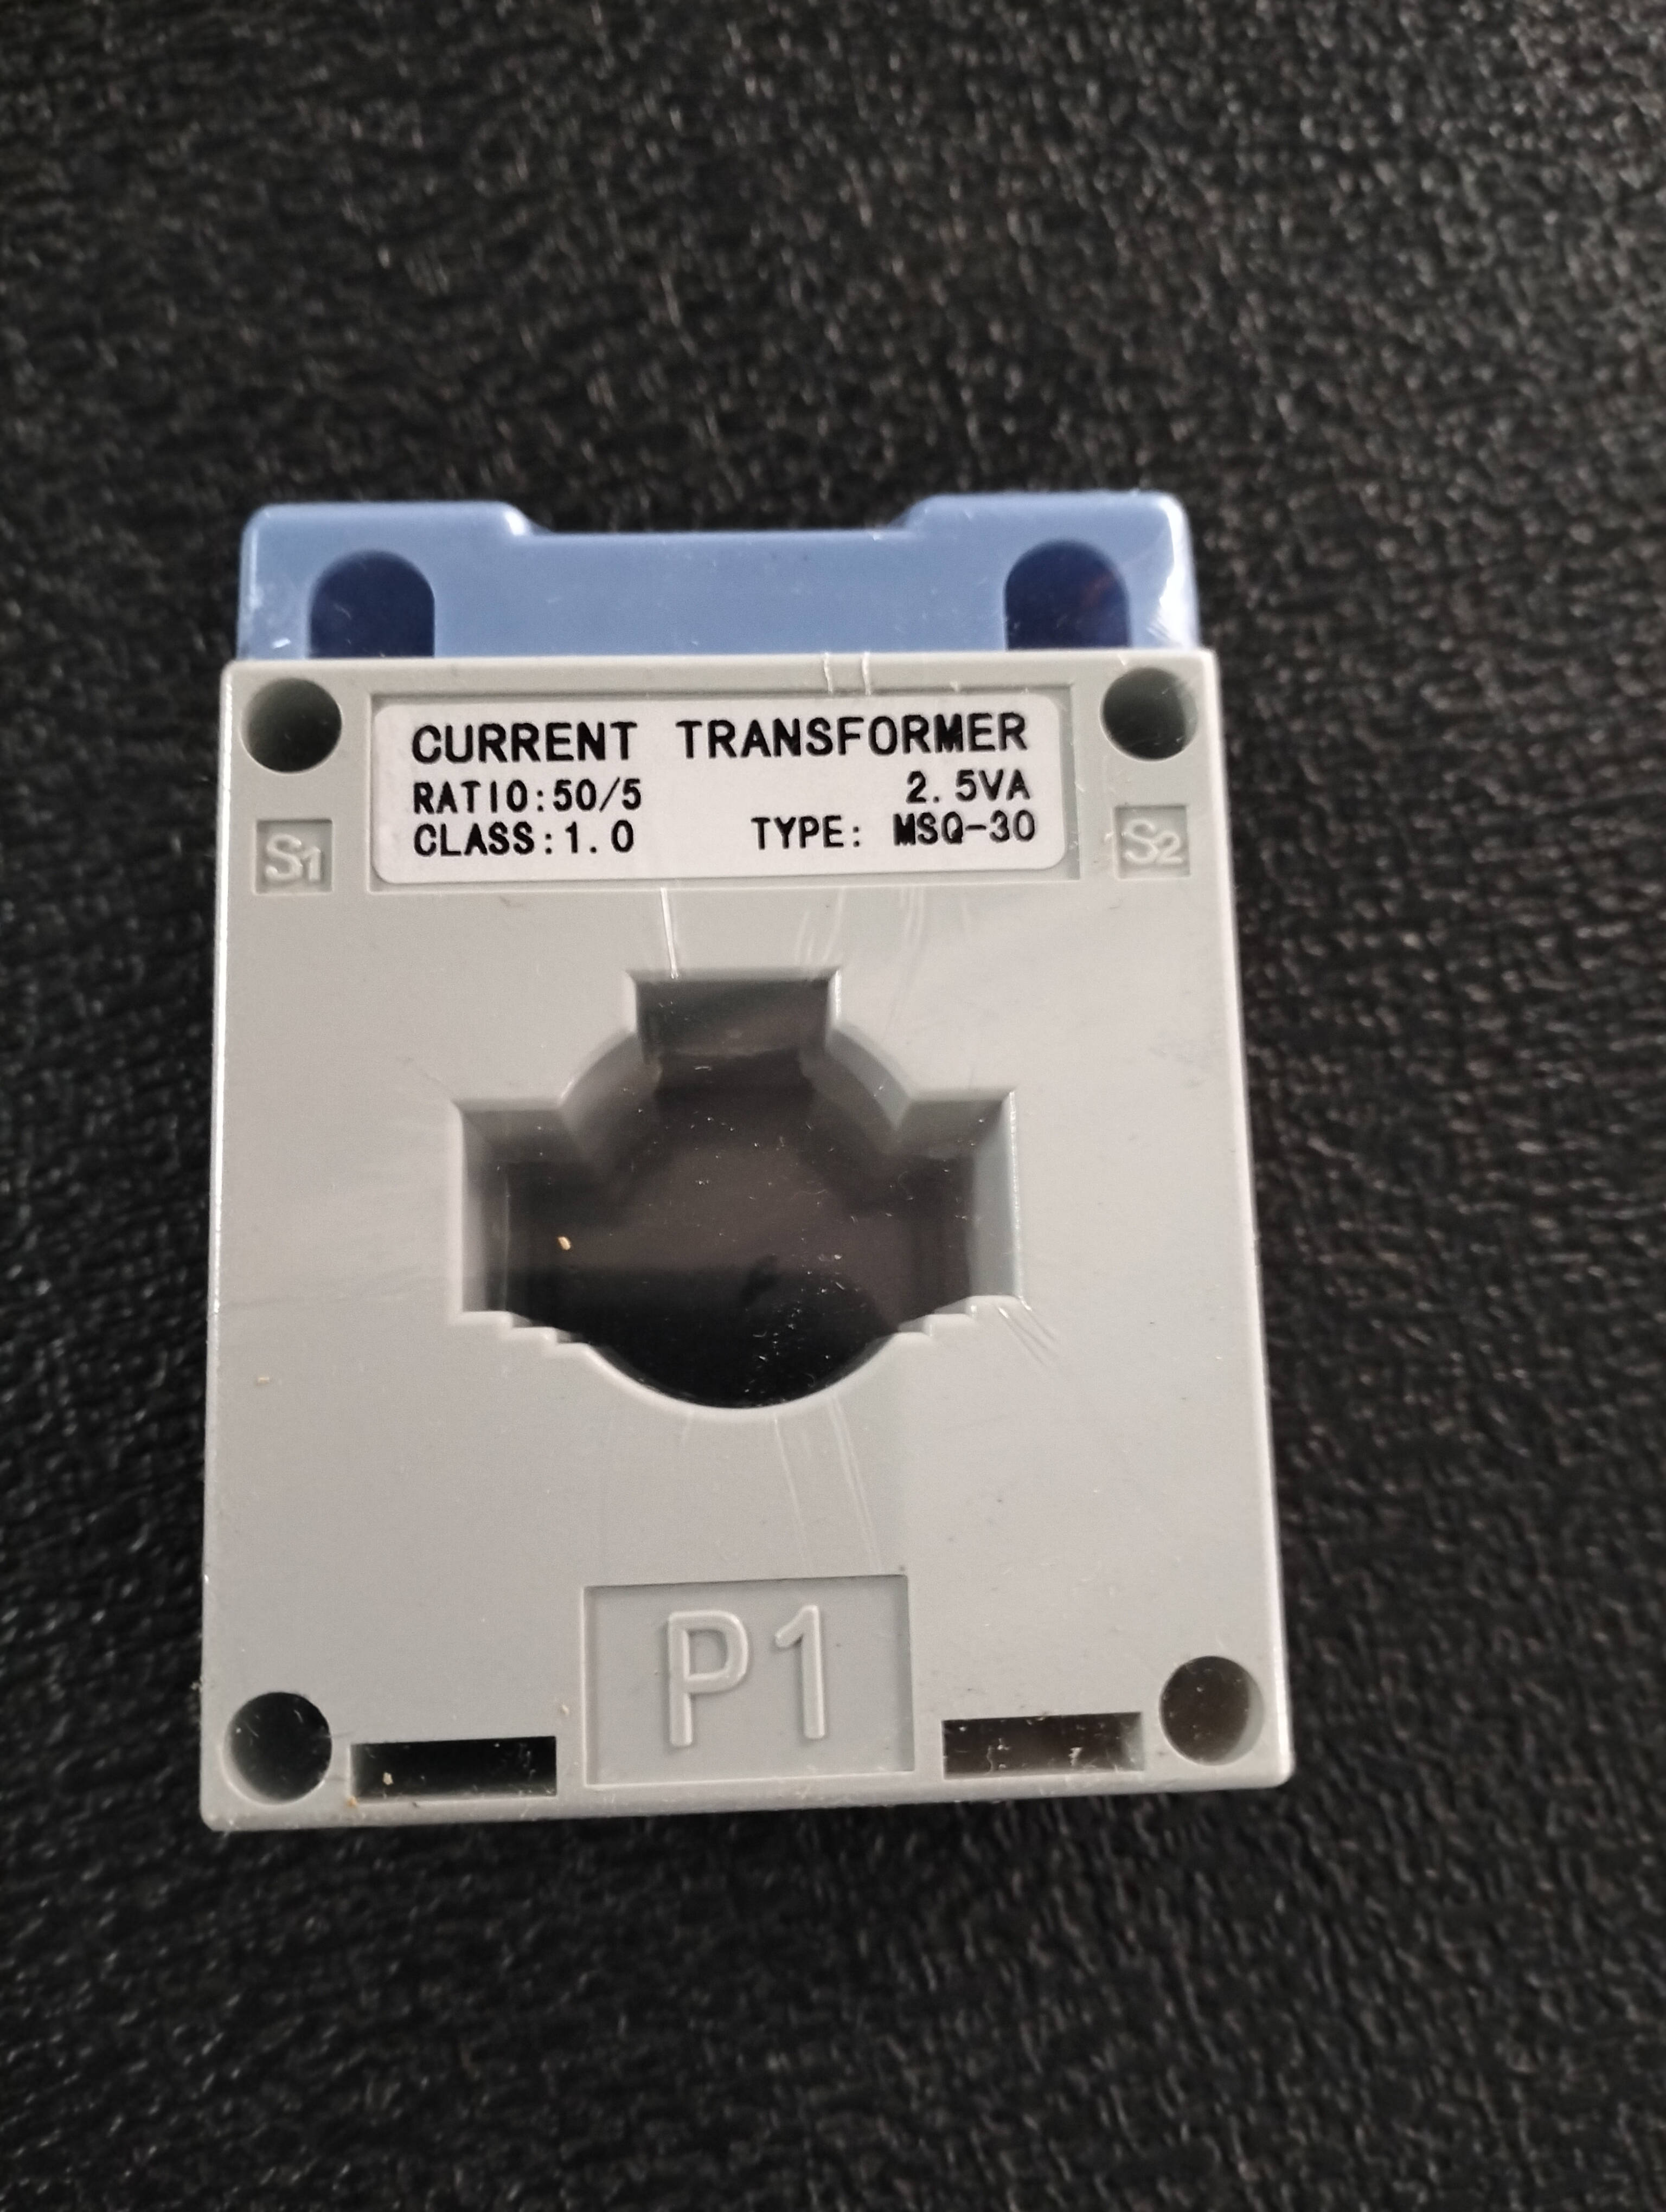 CURRENT TRANSFORMER
RATIO:50/5 2.5VA
CLASS:1.0 TYPE: MSQ-30
S1 S2
P1